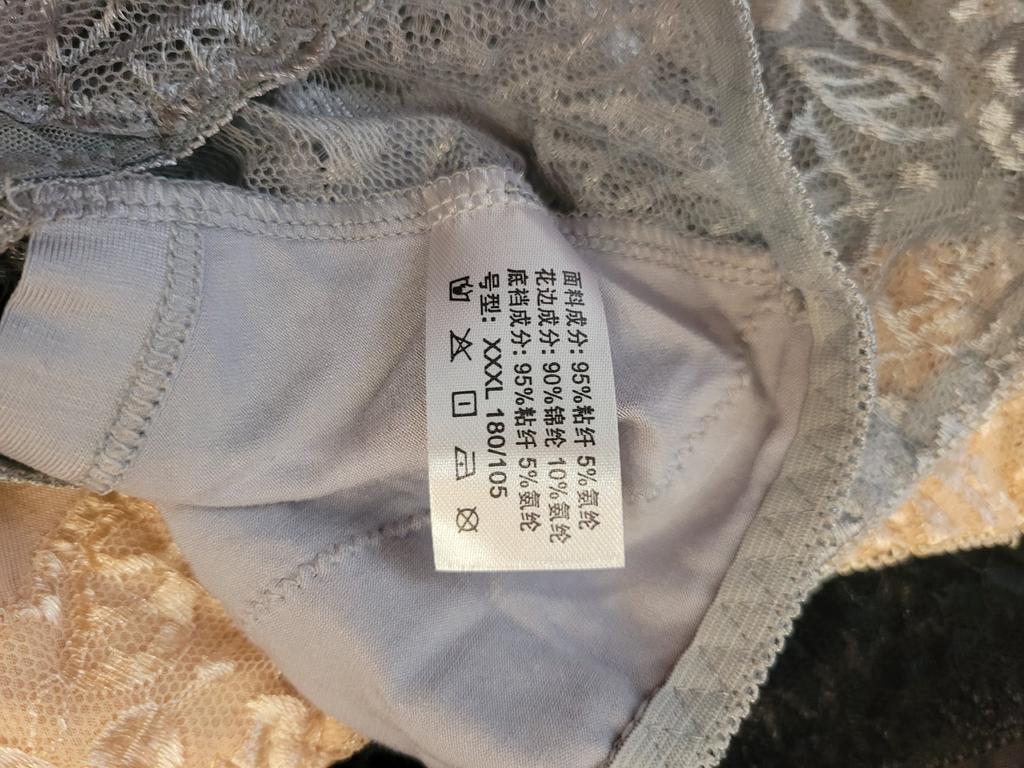 面料成分: 95%粘纤 5%氨纶
花边成分: 90%锦纶 10%氨纶
底裆成分: 95%粘纤 5%氨纶
号型: XXXL 180/105